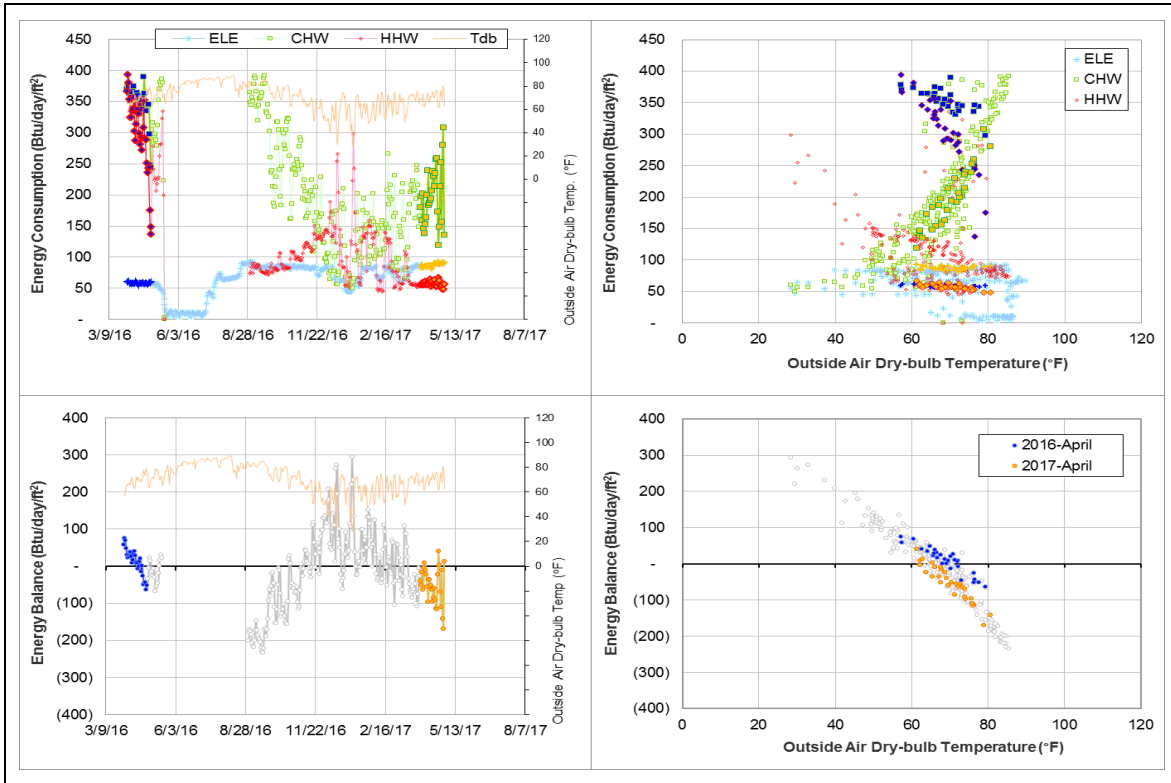 ELE CHW HHW Tdb
Energy Consumption (Btu/day/ft²)
450
400
350
300
250
200
150
100
50
-
3/9/16 6/3/16 8/28/16 11/22/16 2/16/17 5/13/17 8/7/17
120
100
80
60
40
20
0
Outside Air Dry-bulb Temp. (°F)
ELE
CHW
HHW
Energy Consumption (Btu/day/ft²)
450
400
350
300
250
200
150
100
50
-
0 20 40 60 80 100 120
Outside Air Dry-bulb Temperature (°F)
Energy Balance (Btu/day/ft²)
400
300
200
100
-
(100)
(200)
(300)
(400)
3/9/16 6/3/16 8/28/16 11/22/16 2/16/17 5/13/17 8/7/17
120
100
80
60
40
20
0
Outside Air Dry-bulb Temp (°F)
2016-April
2017-April
Energy Balance (Btu/day/ft²)
400
300
200
100
-
(100)
(200)
(300)
(400)
0 20 40 60 80 100 120
Outside Air Dry-bulb Temperature (°F)